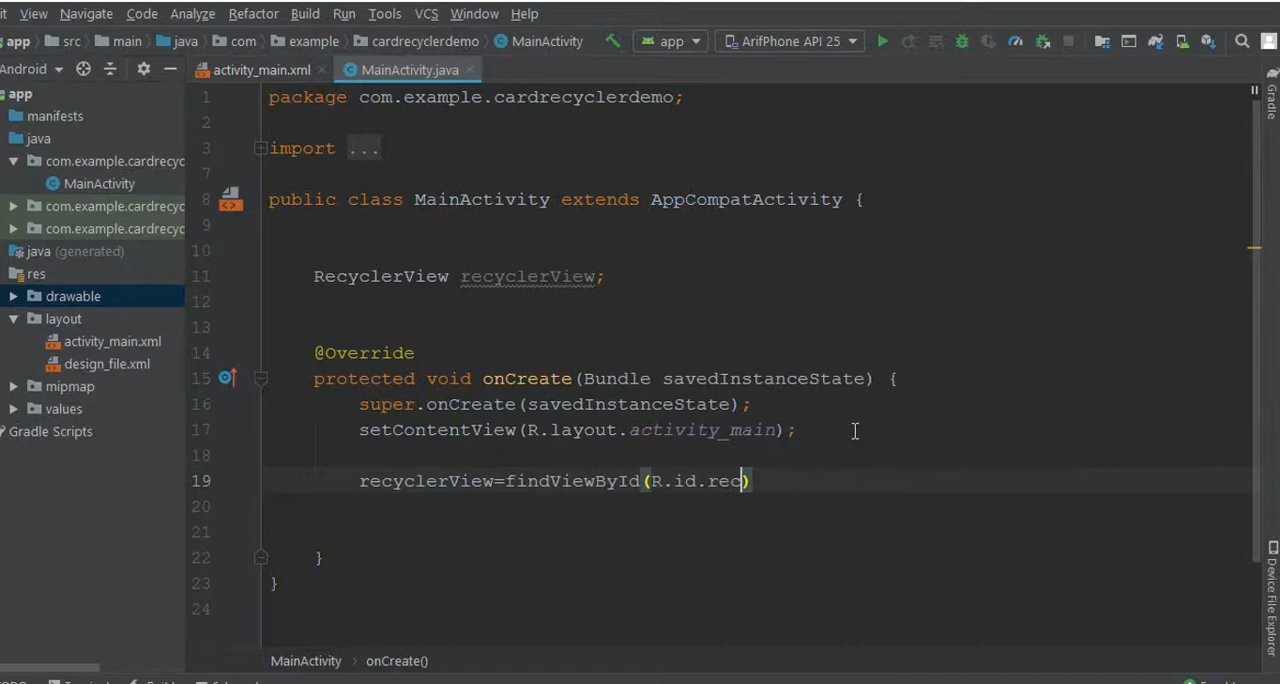 it View Navigate Code Analyze Refactor Build Run Tools VCS Window Help
app src main java com example cardrecyclerdemo MainActivity app ArifPhone API 25
Android activity_main.xml MainActivity.java
app
manifests
java
com.example.cardrecyc
MainActivity
com.example.cardrecyc
com.example.cardrecyc
java (generated)
res
drawable
layout
activity_main.xml
design_file.xml
mipmap
values
Gradle Scripts
1 package com.example.cardrecyclerdemo;
2
3 import ...
7
8 public class MainActivity extends AppCompatActivity {
9
10
11 RecyclerView recyclerView;
12
13
14 @Override
15 protected void onCreate(Bundle savedInstanceState) {
16 super.onCreate(savedInstanceState);
17 setContentView(R.layout.activity_main);
18
19 recyclerView=findViewById(R.id.rec)
20
21
22 }
23 }
24
MainActivity onCreate()
Gradle
Device File Explorer